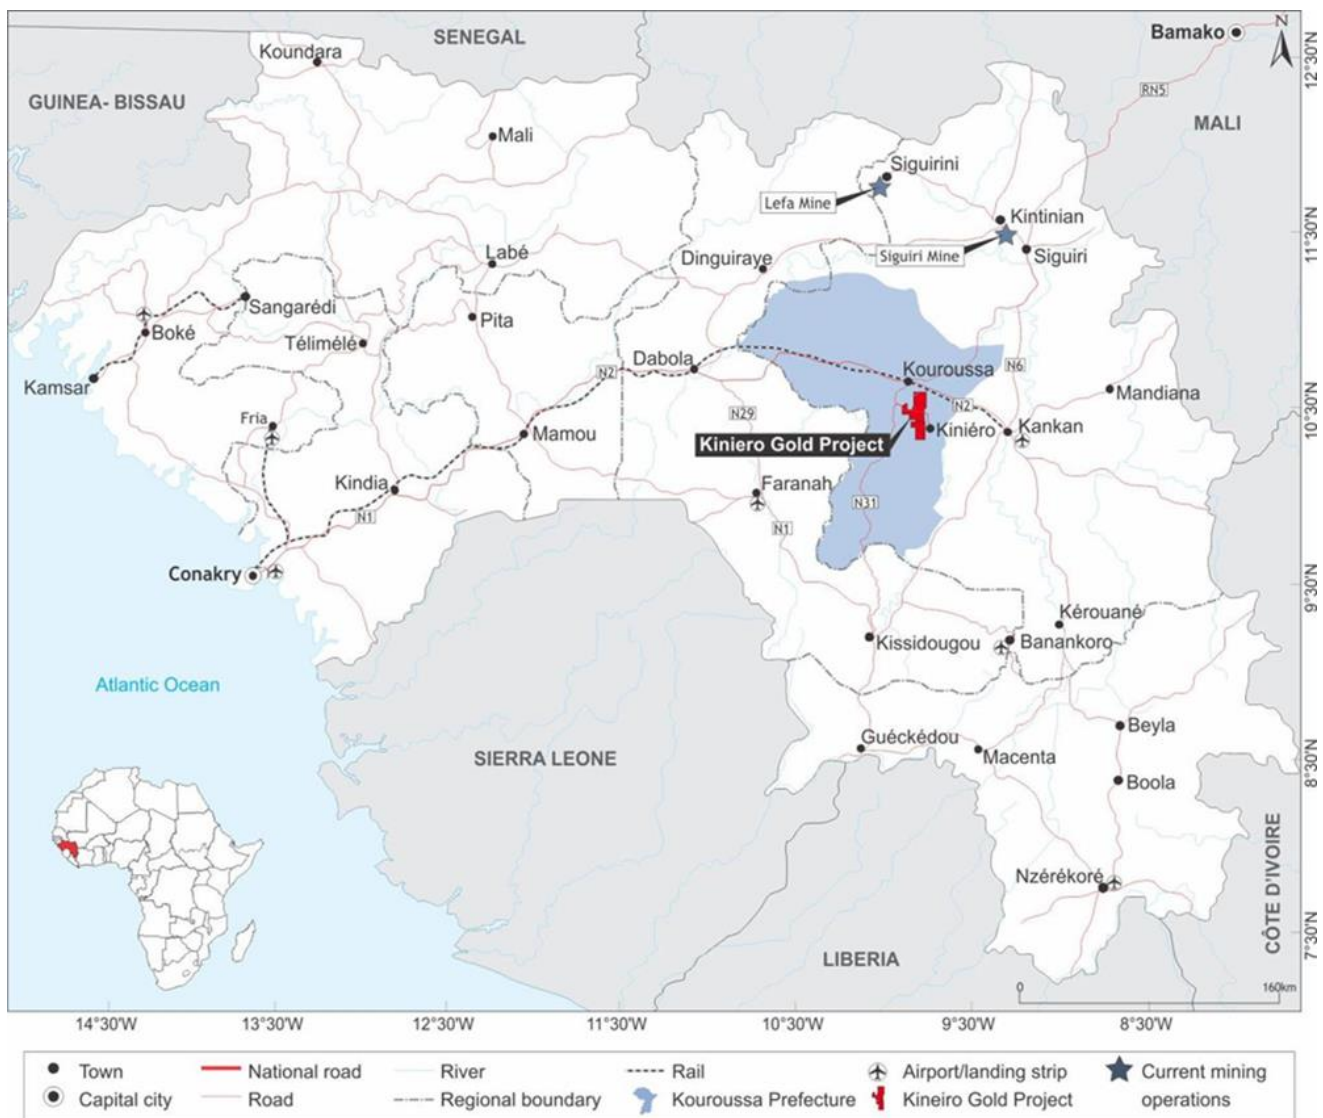 SENEGAL
Bamako
N
12°30'N
Koundara
GUINEA- BISSAU
RN5
MALI
Mali
Siguirini
Lefa Mine
Kintinian
11°30'N
Siguiri Mine
Siguiri
Labé
Dinguiraye
Sangarédi
Boké
Pita
Télimélé
Dabola
Kouroussa
N6
N2
Kamsar
Mandiana
10°30'N
Fria
N29
N2
Mamou
Kiniero Gold Project
Kiniéro
Kankan
Kindia
Faranah
N1
N31
N1
Conakry
9°30'N
Kérouané
Kissidougou
Banankoro
Atlantic Ocean
Beyla
Guéckédou
SIERRA LEONE
Macenta
8°30'N
Boola
Nzérékoré
CÔTE D'IVOIRE
7°30'N
LIBERIA
0
160km
14°30'W
13°30'W
12°30'W
11°30'W
10°30'W
9°30'W
8°30'W
Town
National road
River
Rail
Airport/landing strip
Current mining
operations
Capital city
Road
Regional boundary
Kouroussa Prefecture
Kineiro Gold Project